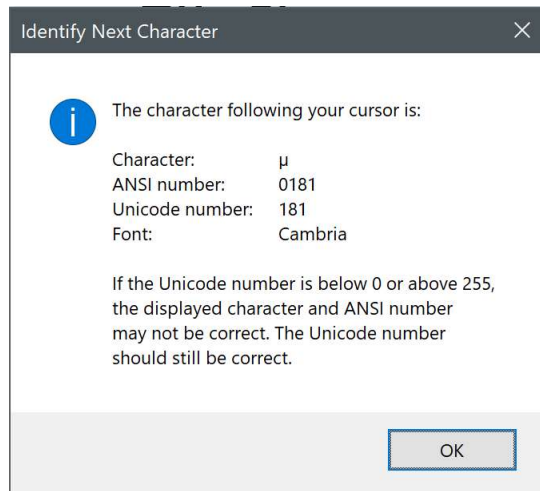 Identify Next Character
The character following your cursor is:
Character: µ
ANSI number: 0181
Unicode number: 181
Font: Cambria
If the Unicode number is below 0 or above 255,
the displayed character and ANSI number
may not be correct. The Unicode number
should still be correct.
OK